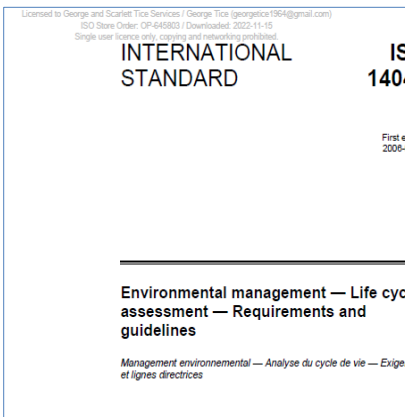 Licensed to George and Scarlett Tice Services / George Tice (georgetice1964@gmail.com)
ISO Store Order: OP-645803 / Downloaded: 2022-11-15
Single user licence only, copying and networking prohibited.
INTERNATIONAL
STANDARD
IS
1404
First e
2006-
Environmental management — Life cyc
assessment — Requirements and
guidelines
Management environnemental — Analyse du cycle de vie — Exige
et lignes directrices